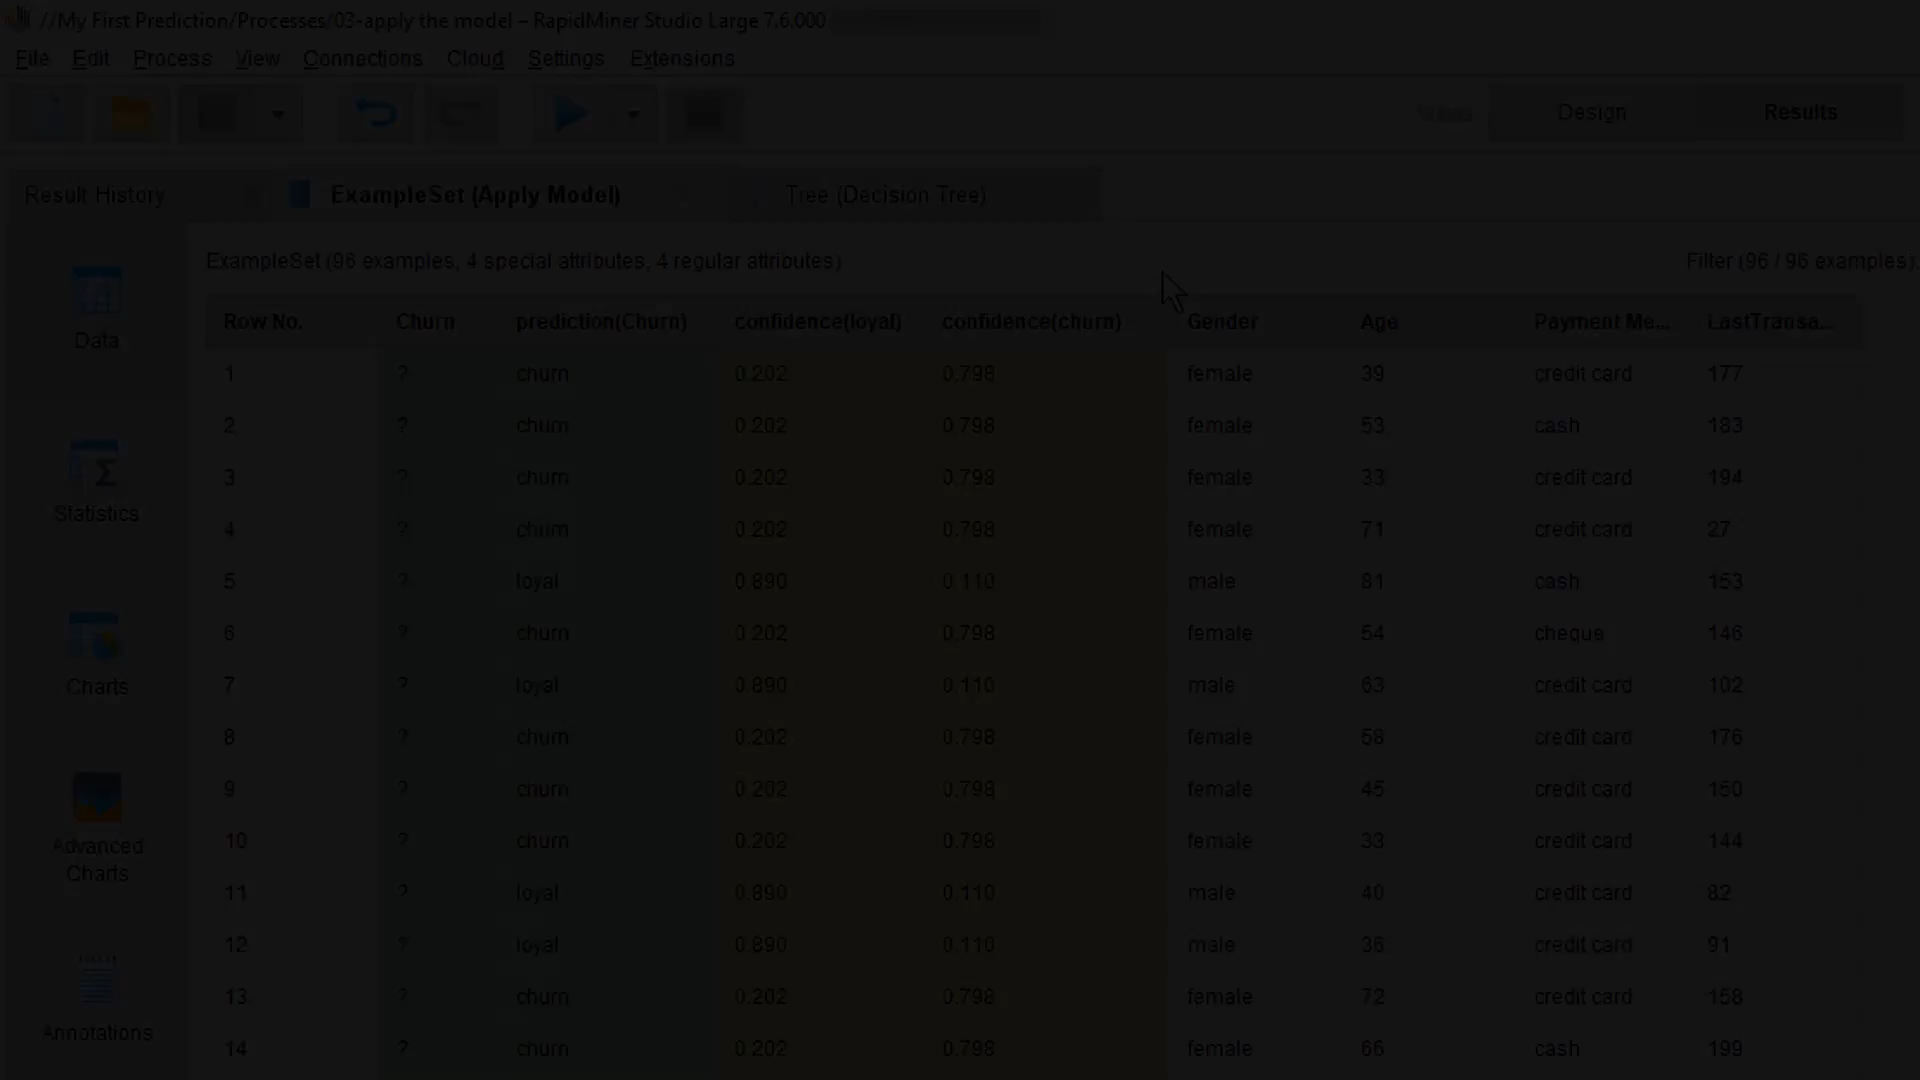 //My First Prediction/Processes/03-apply the model – RapidMiner Studio Large 7.6.000
File Edit Process View Connections Cloud Settings Extensions
Design Results
Result History ExampleSet (Apply Model) Tree (Decision Tree)
ExampleSet (96 examples, 4 special attributes, 4 regular attributes) Filter (96 / 96 examples):
Row No. Churn prediction(Churn) confidence(loyal) confidence(churn) Gender Age Payment Me... LastTransa...
1 ? churn 0.202 0.798 female 39 credit card 177
2 ? churn 0.202 0.798 female 53 cash 183
3 ? churn 0.202 0.798 female 33 credit card 194
4 ? churn 0.202 0.798 female 71 credit card 27
5 ? loyal 0.890 0.110 male 81 cash 153
6 ? churn 0.202 0.798 female 54 cheque 146
7 ? loyal 0.890 0.110 male 63 credit card 102
8 ? churn 0.202 0.798 female 58 credit card 176
9 ? churn 0.202 0.798 female 45 credit card 150
10 ? churn 0.202 0.798 female 33 credit card 144
11 ? loyal 0.890 0.110 male 40 credit card 82
12 ? loyal 0.890 0.110 male 36 credit card 91
13 ? churn 0.202 0.798 female 72 credit card 158
14 ? churn 0.202 0.798 female 66 cash 199
Data
Statistics
Charts
Advanced
Charts
Annotations